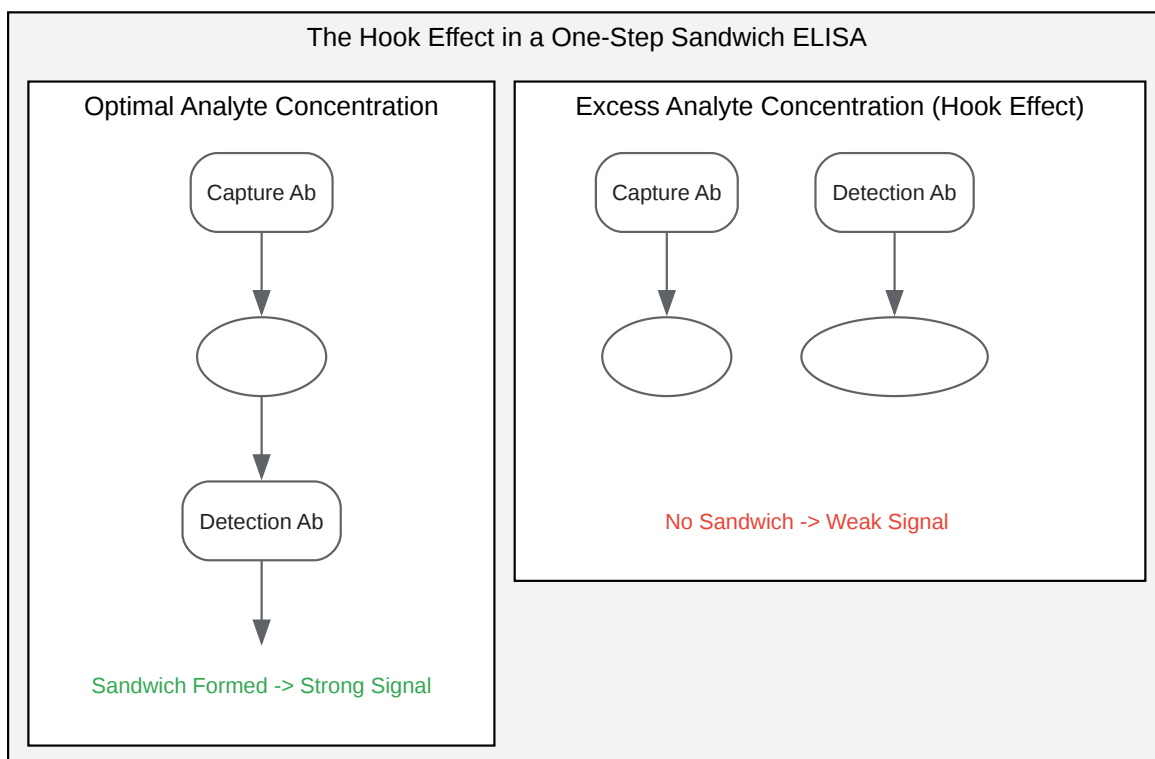 The Hook Effect in a One-Step Sandwich ELISA
Optimal Analyte Concentration
Capture Ab
Detection Ab
Sandwich Formed -> Strong Signal
Excess Analyte Concentration (Hook Effect)
Capture Ab
Detection Ab
No Sandwich -> Weak Signal